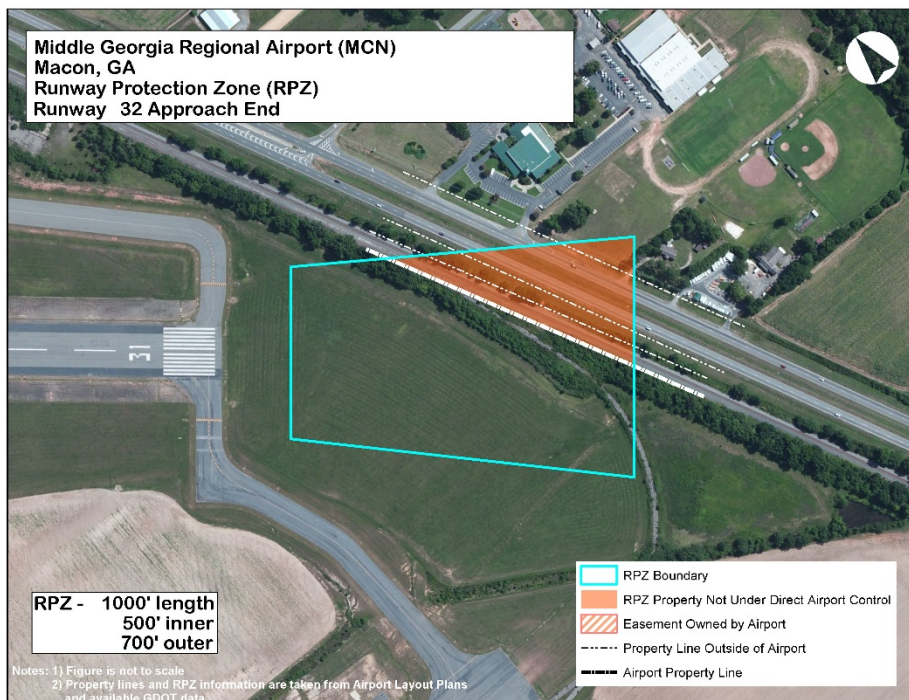 Middle Georgia Regional Airport (MCN)
Macon, GA
Runway Protection Zone (RPZ)
Runway 32 Approach End
31
RPZ - 1000' length
500' inner
700' outer
RPZ Boundary
RPZ Property Not Under Direct Airport Control
Easement Owned by Airport
Property Line Outside of Airport
Airport Property Line
Notes: 1) Figure is not to scale
2) Property lines and RPZ information are taken from Airport Layout Plans
and available GDOT data